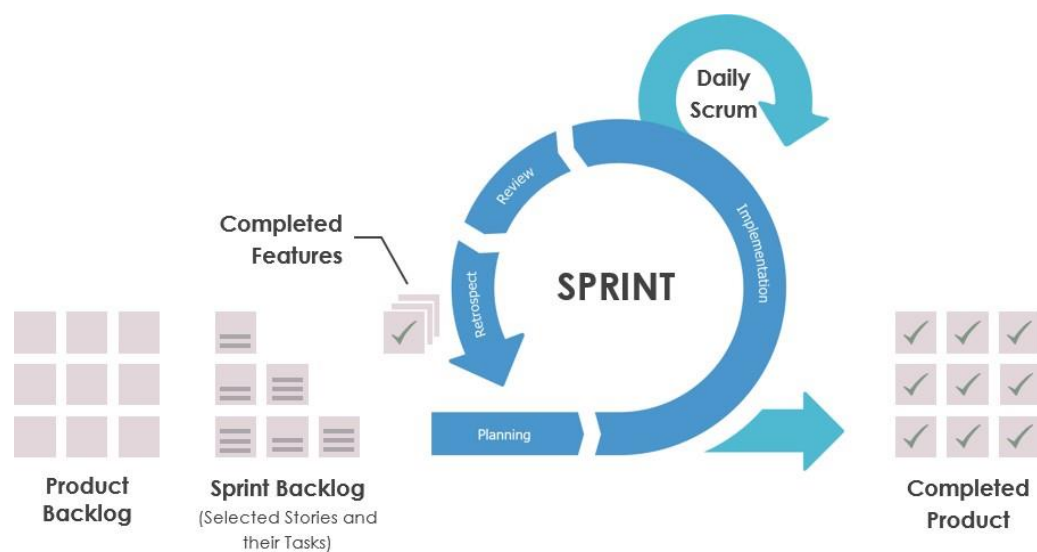 Daily
Scrum
Review
Implementation
Completed
Features
Retrospect
SPRINT
Planning
Product
Backlog
Sprint Backlog
(Selected Stories and
their Tasks)
Completed
Product